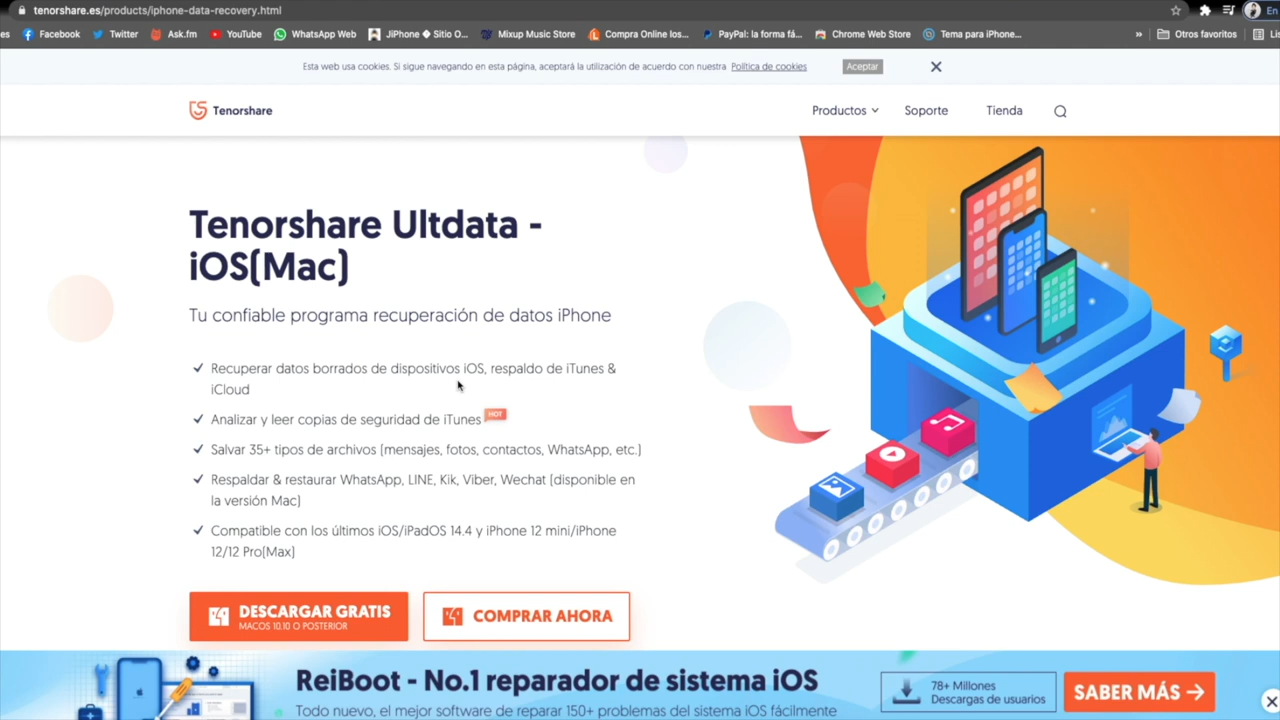 tenorshare.es/products/iphone-data-recovery.html
En
es
Facebook
Twitter
Ask.fm
YouTube
WhatsApp Web
JiPhone � Sitio O...
Mixup Music Store
Compra Online los...
PayPal: la forma fá...
Chrome Web Store
Tema para iPhone...
»
Otros favoritos
Lis
Esta web usa cookies. Si sigue navegando en esta página, aceptará la utilización de acuerdo con nuestra Política de cookies
Aceptar
Tenorshare
Productos
Soporte
Tienda
Tenorshare Ultdata -
iOS(Mac)
Tu confiable programa recuperación de datos iPhone
Recuperar datos borrados de dispositivos iOS, respaldo de iTunes &
iCloud
Analizar y leer copias de seguridad de iTunes HOT
Salvar 35+ tipos de archivos (mensajes, fotos, contactos, WhatsApp, etc.)
Respaldar & restaurar WhatsApp, LINE, Kik, Viber, Wechat (disponible en
la versión Mac)
Compatible con los últimos iOS/iPadOS 14.4 y iPhone 12 mini/iPhone
12/12 Pro(Max)
DESCARGAR GRATIS
MACOS 10.10 O POSTERIOR
COMPRAR AHORA
ReiBoot - No.1 reparador de sistema iOS
Todo nuevo, el mejor software de reparar 150+ problemas del sistema iOS fácilmente
78+ Millones
Descargas de usuarios
SABER MÁS →